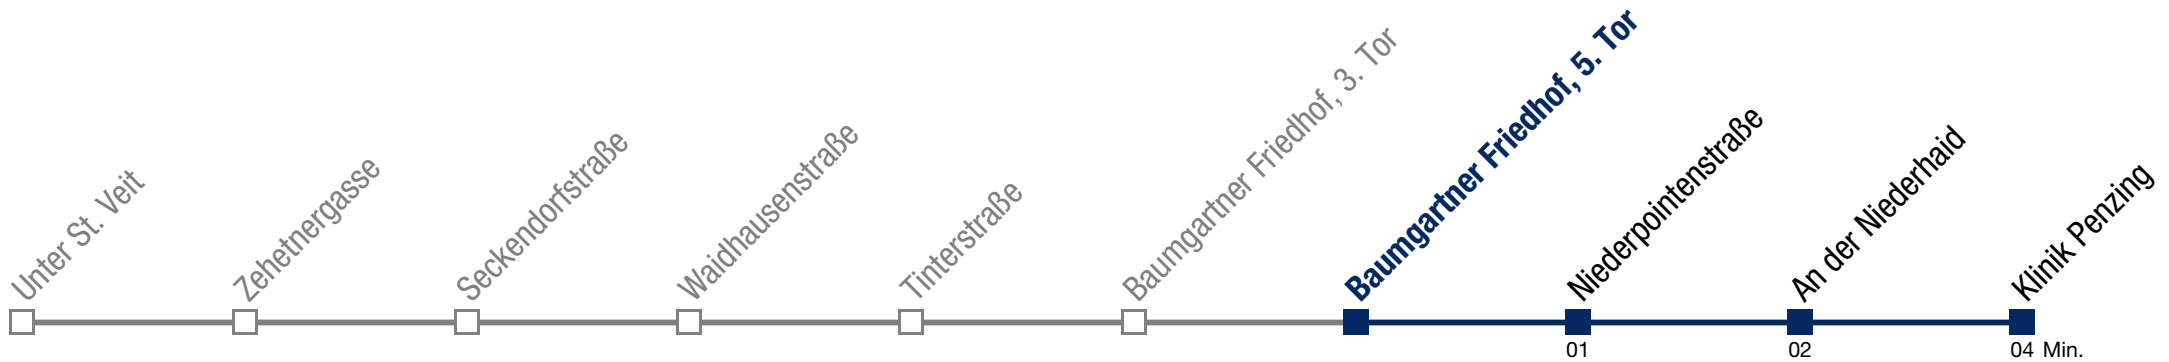 Unter St. Veit
Zehetnergasse
Seckendorfstraße
Waidhausenstraße
Tinterstraße
Baumgartner Friedhof, 3. Tor
Baumgartner Friedhof, 5. Tor
Niederpointenstraße
An der Niederhaid
Klinik Penzing
01
02
04 Min.